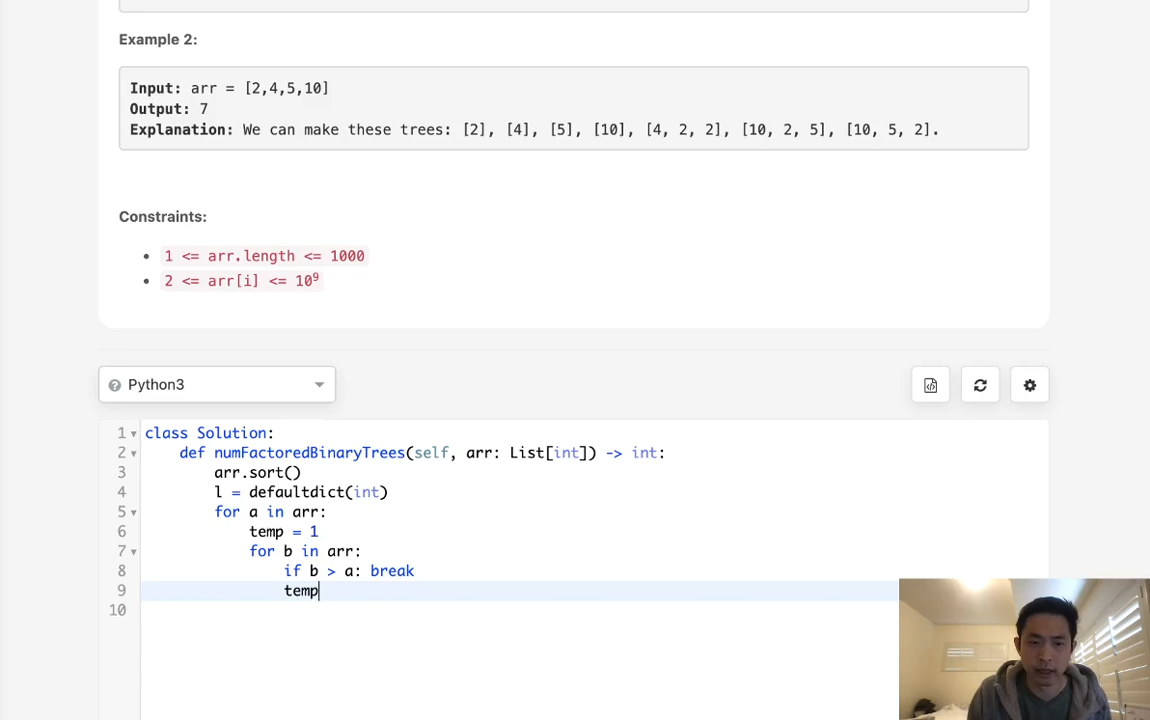 Example 2:
Input: arr = [2,4,5,10]
Output: 7
Explanation: We can make these trees: [2], [4], [5], [10], [4, 2, 2], [10, 2, 5], [10, 5, 2].
Constraints:
1 <= arr.length <= 1000
2 <= arr[i] <= 10⁹
Python3
1 class Solution:
2 def numFactoredBinaryTrees(self, arr: List[int]) -> int:
3 arr.sort()
4 l = defaultdict(int)
5 for a in arr:
6 temp = 1
7 for b in arr:
8 if b > a: break
9 temp
10